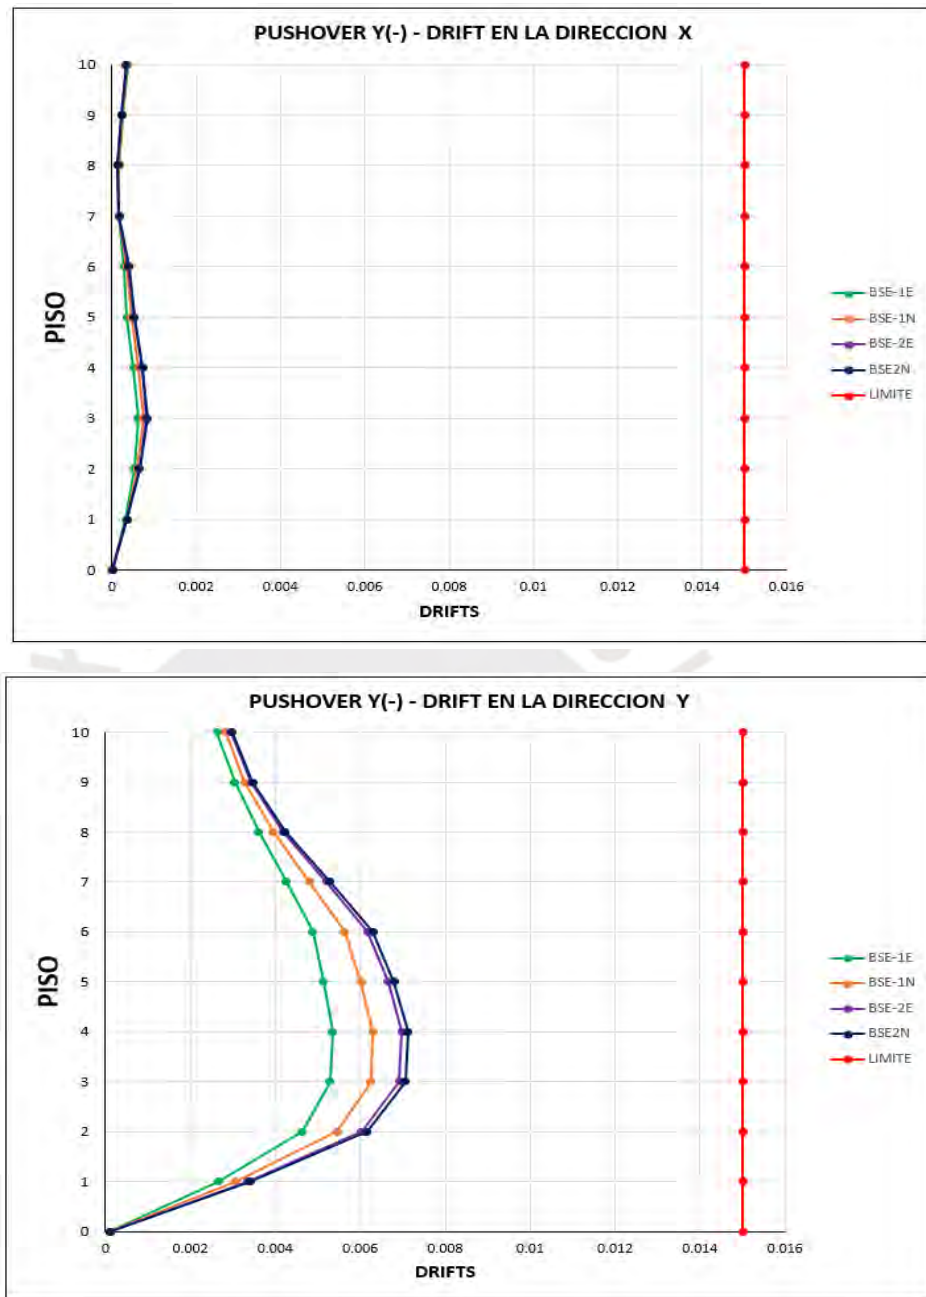 PUSHOVER Y(-) - DRIFT EN LA DIRECCION X
10
9
8
7
6
5
4
3
2
1
0
PISO
0 0.002 0.004 0.006 0.008 0.01 0.012 0.014 0.016
DRIFTS
BSE-1E
BSE-1N
BSE-2E
BSE2N
LIMITE
PUSHOVER Y(-) - DRIFT EN LA DIRECCION Y
10
9
8
7
6
5
4
3
2
1
0
PISO
0 0.002 0.004 0.006 0.008 0.01 0.012 0.014 0.016
DRIFTS
BSE-1E
BSE-1N
BSE-2E
BSE2N
LIMITE